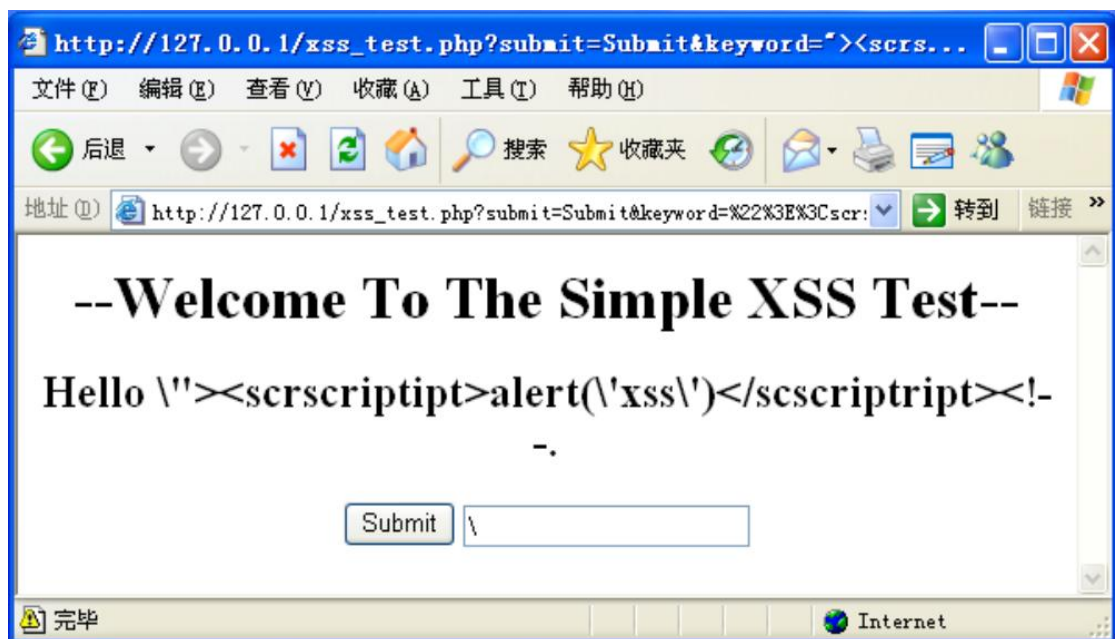 http://127.0.0.1/xss_test.php?submit=Submit&keyword="><scrs...
文件(F) 编辑(E) 查看(V) 收藏(A) 工具(T) 帮助(H)
后退 搜索 收藏夹
地址(D) http://127.0.0.1/xss_test.php?submit=Submit&keyword=%22%3E%3Cscr: 转到 链接 »
--Welcome To The Simple XSS Test--
Hello \"><scrscriptipt>alert(\'xss\')</scscriptript><!-
-.
Submit \
完毕 Internet